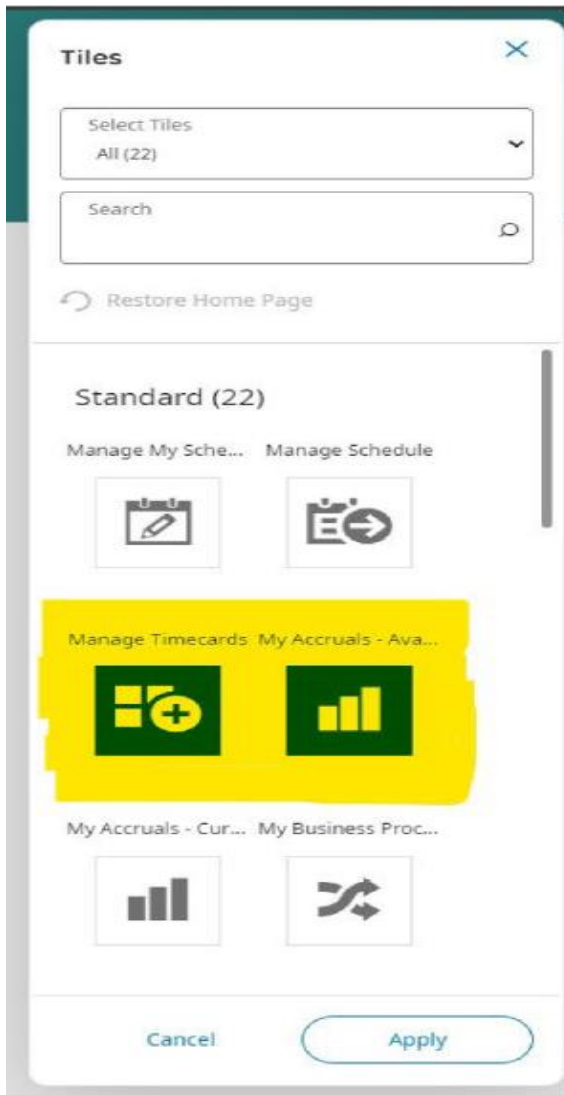 Tiles
Select Tiles
All (22)
Search
Restore Home Page
Standard (22)
Manage My Sche... Manage Schedule
Manage Timecards My Accruals - Ava...
My Accruals - Cur... My Business Proc...
Cancel Apply